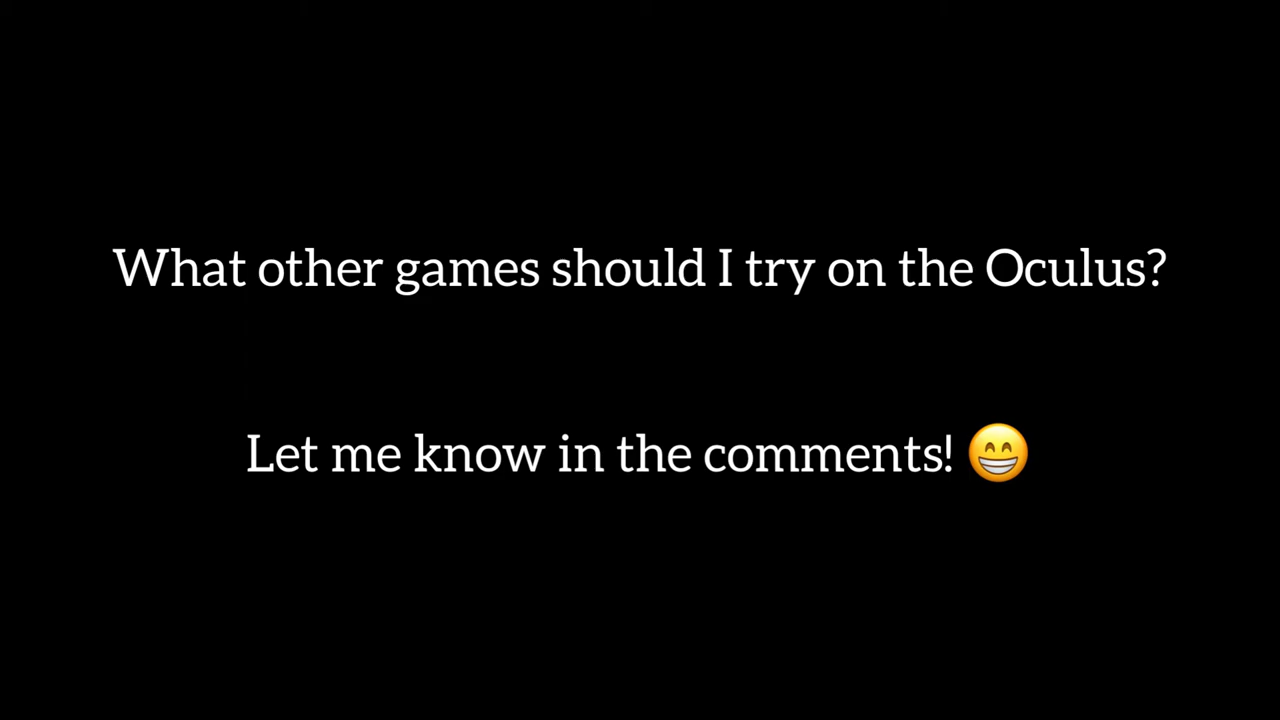 What other games should I try on the Oculus?
Let me know in the comments! 😁